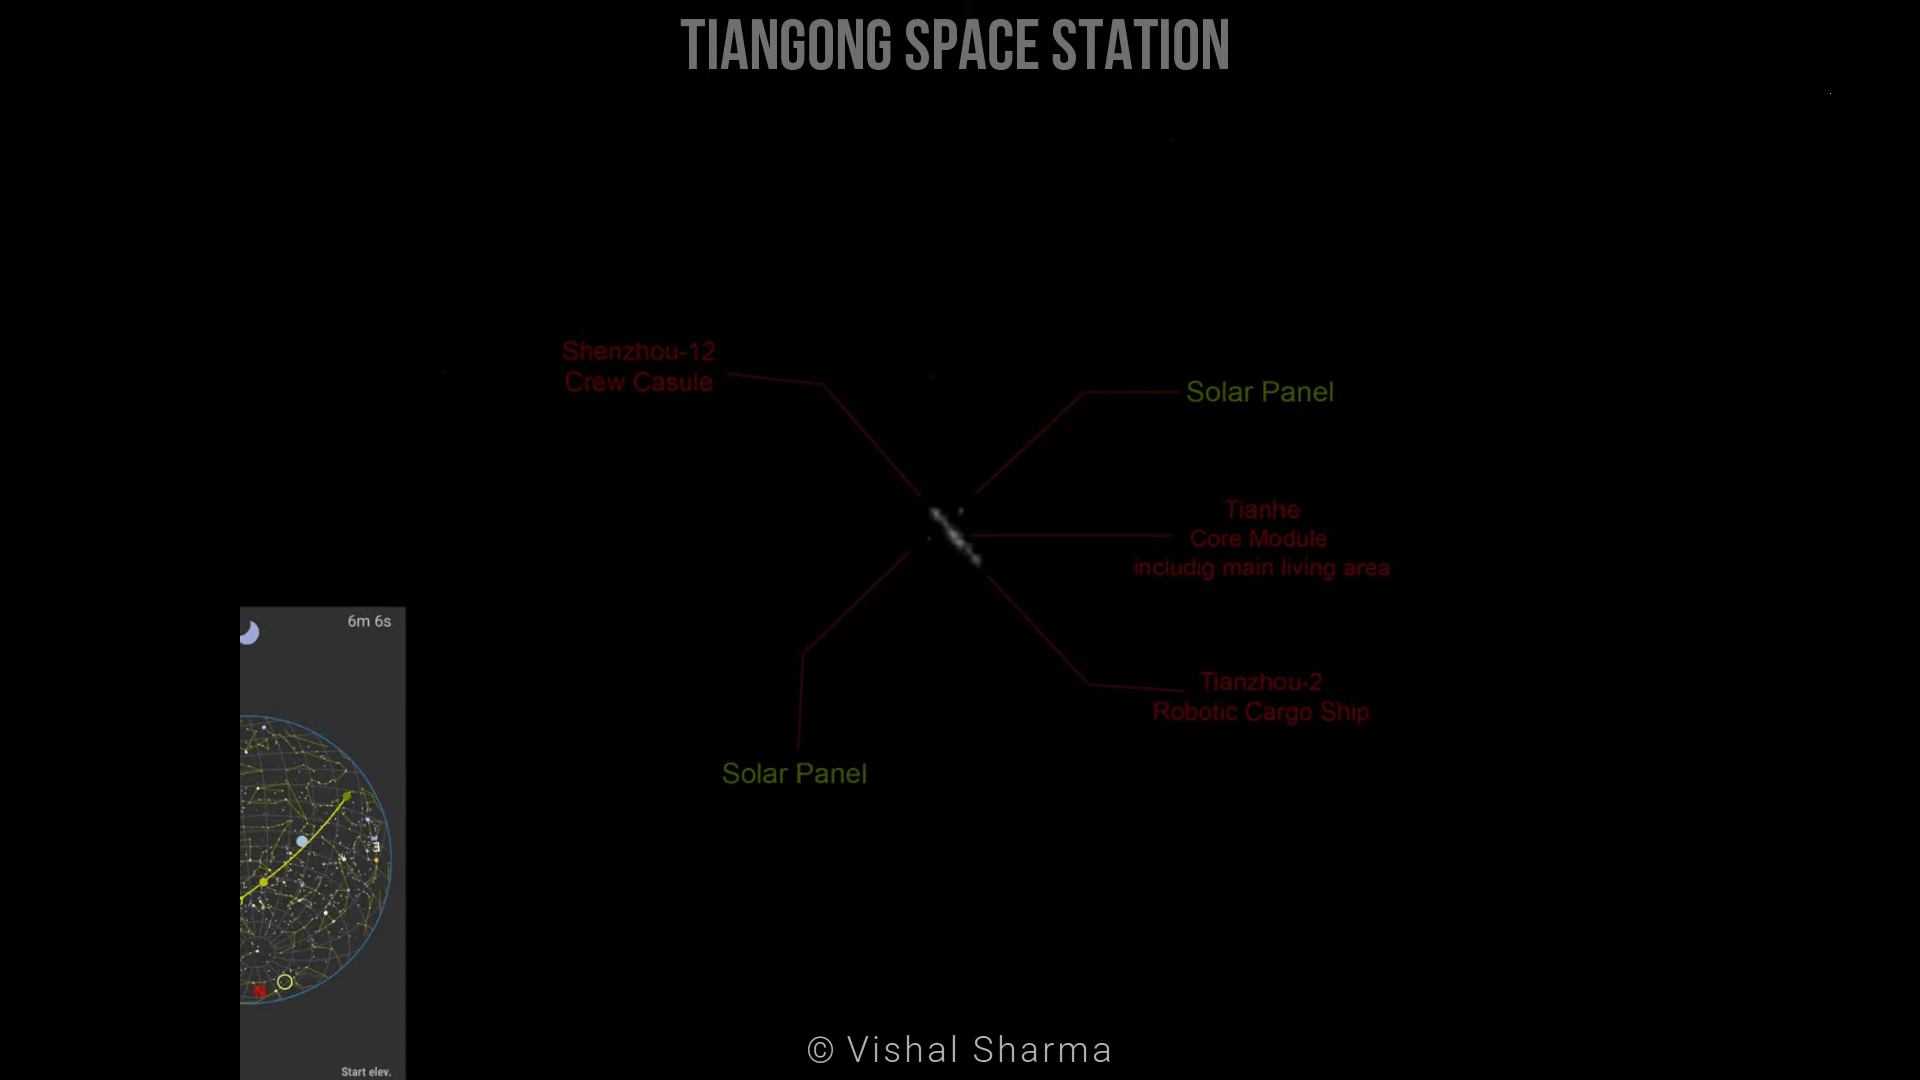 TIANGONG SPACE STATION
Shenzhou-12
Crew Casule
Solar Panel
Tianhe
Core Module
includig main living area
6m 6s
Tianzhou-2
Robotic Cargo Ship
Solar Panel
E
N
Start elev.
© Vishal Sharma